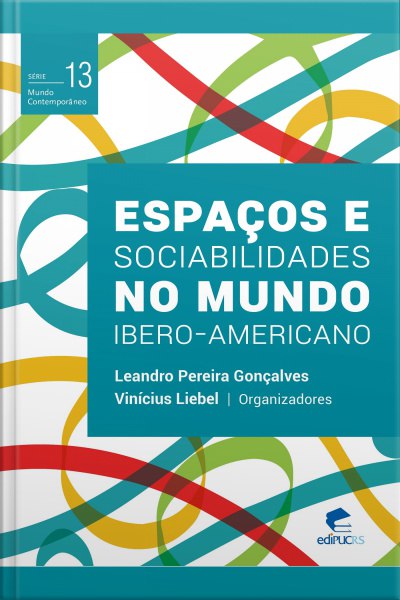 SÉRIE 13
Mundo
Contemporâneo
ESPAÇOS E
SOCIABILIDADES
NO MUNDO
IBERO-AMERICANO
Leandro Pereira Gonçalves
Vinícius Liebel | Organizadores
ediPUCRS